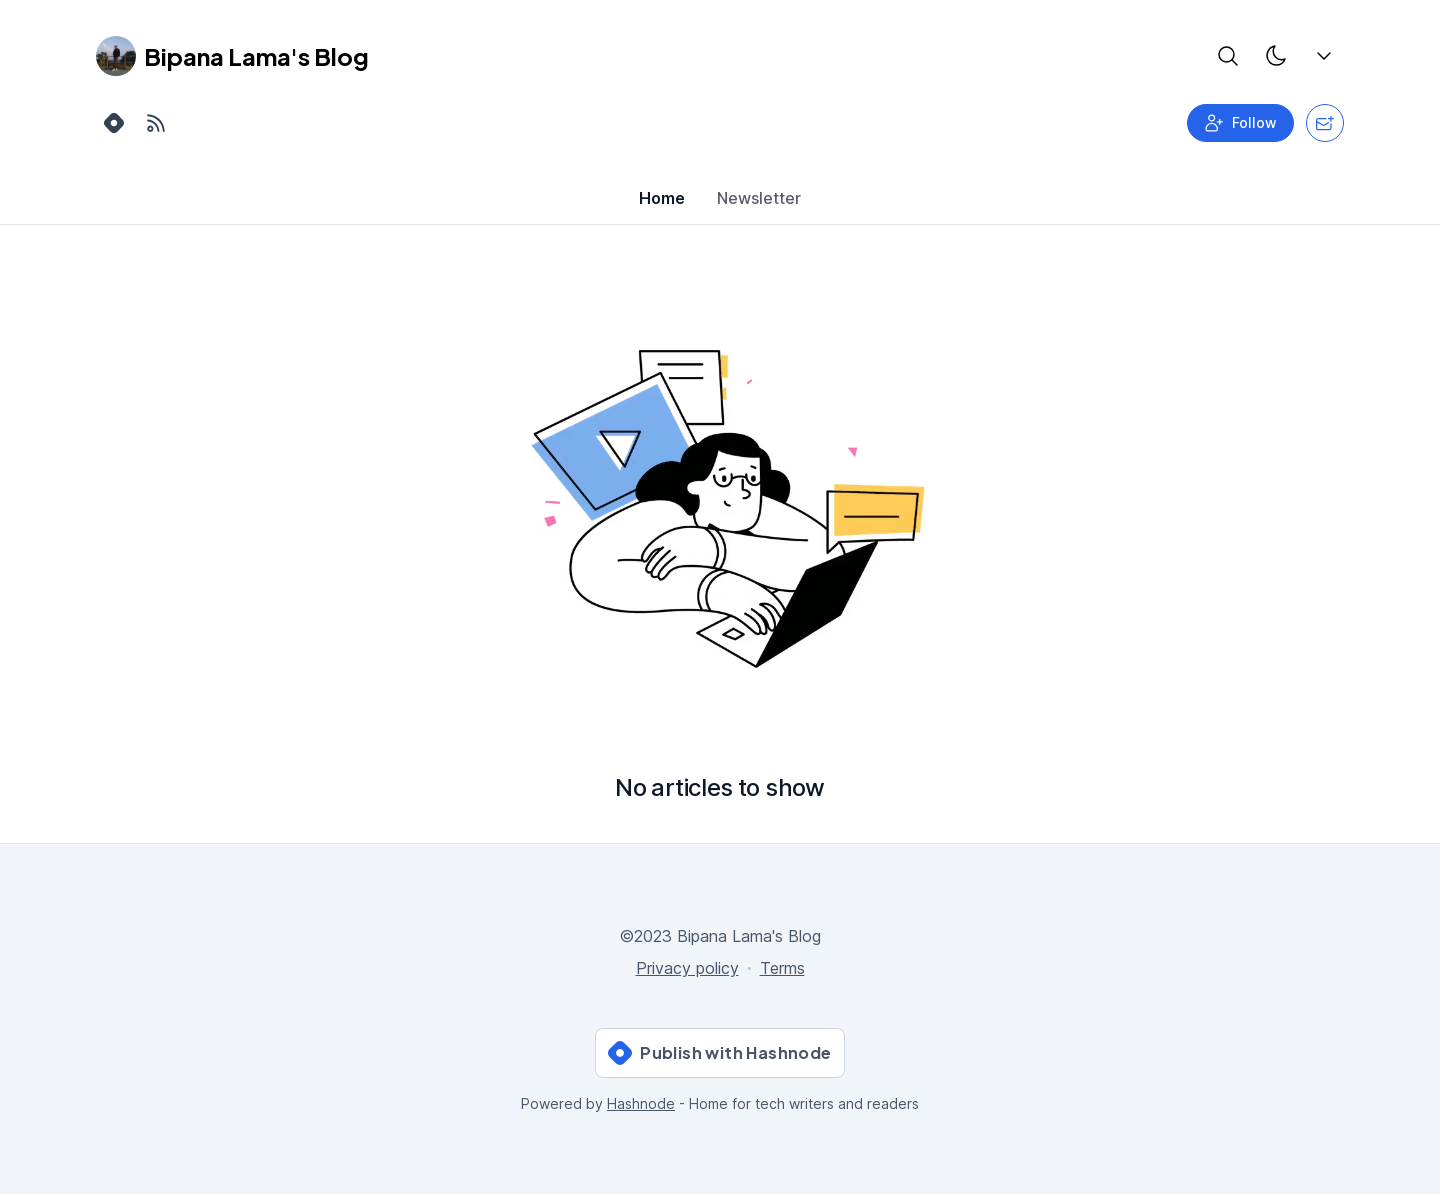 Bipana Lama's Blog
Follow
Home
Newsletter
No articles to show
©2023 Bipana Lama's Blog
Privacy policy · Terms
Publish with Hashnode
Powered by Hashnode - Home for tech writers and readers